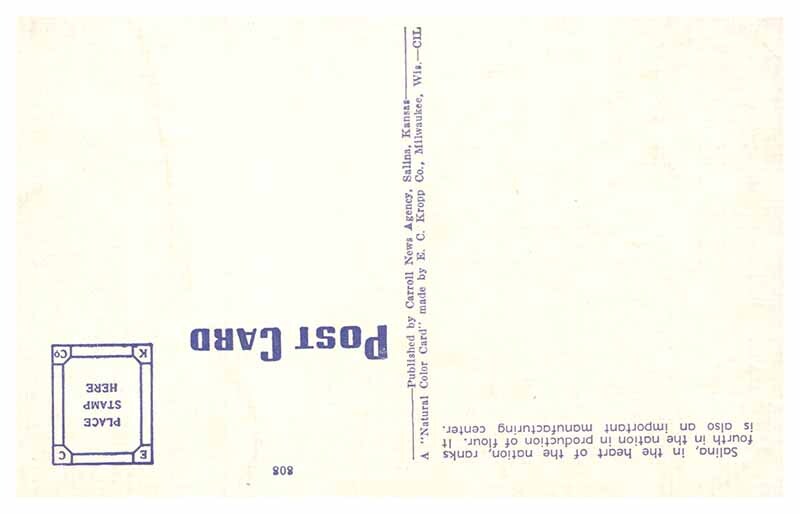 Salina, in the heart of the nation, ranks
fourth in the nation in production of flour. It
is also an important manufacturing center.
A "Natural Color Card" made by E. C. Kropp Co., Milwaukee, Wis.—CIL
Published by Carroll News Agency, Salina, Kansas
808
POST CARD
E C
PLACE
STAMP
HERE
K Co